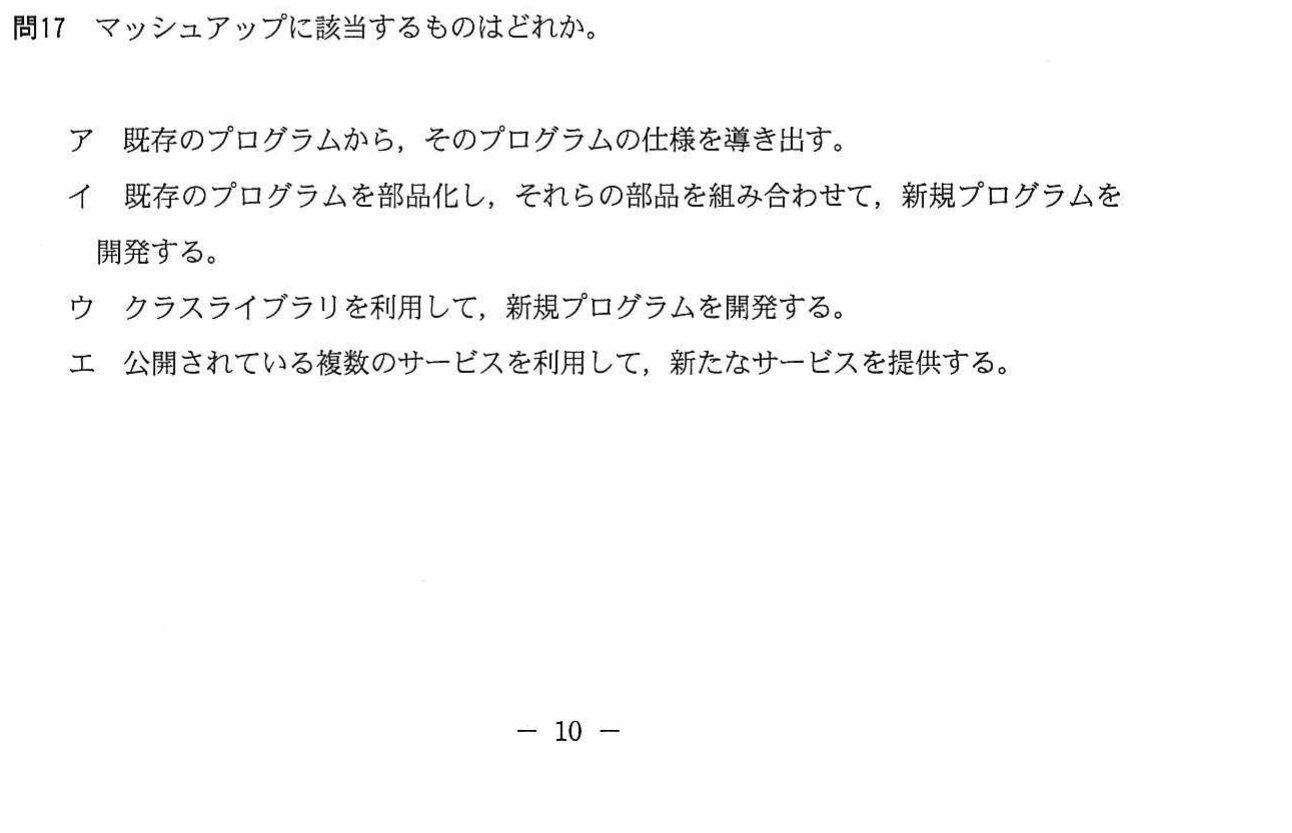 問17　マッシュアップに該当するものはどれか。
ア　既存のプログラムから，そのプログラムの仕様を導き出す。
イ　既存のプログラムを部品化し，それらの部品を組み合わせて，新規プログラムを
開発する。
ウ　クラスライブラリを利用して，新規プログラムを開発する。
エ　公開されている複数のサービスを利用して，新たなサービスを提供する。
－ 10 －